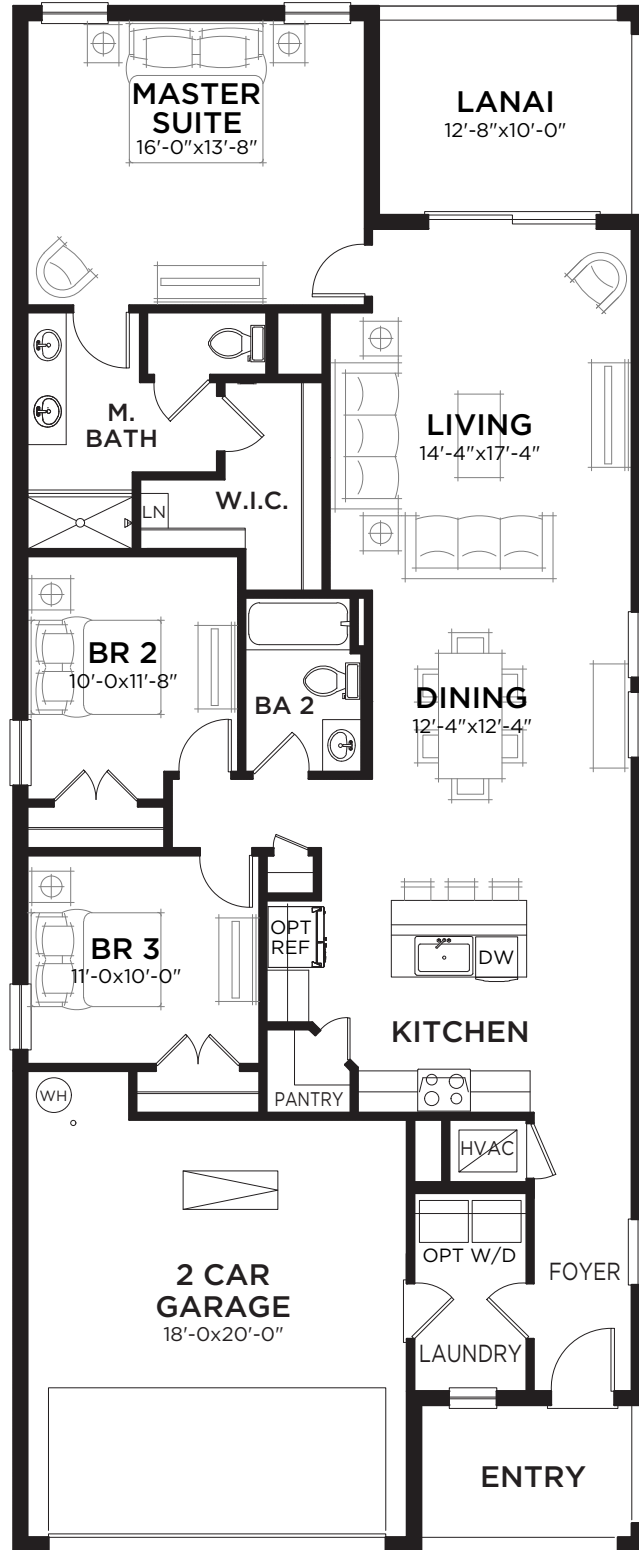 MASTER
SUITE
16'-0"x13'-8"
LANAI
12'-8"x10'-0"
M.
BATH
LIVING
14'-4"x17'-4"
W.I.C.
LN
BR 2
10'-0x11'-8"
BA 2
DINING
12'-4"x12'-4"
BR 3
11'-0x10'-0"
OPT
REF
DW
KITCHEN
WH
PANTRY
HVAC
2 CAR
GARAGE
18'-0x20'-0"
OPT W/D
FOYER
LAUNDRY
ENTRY